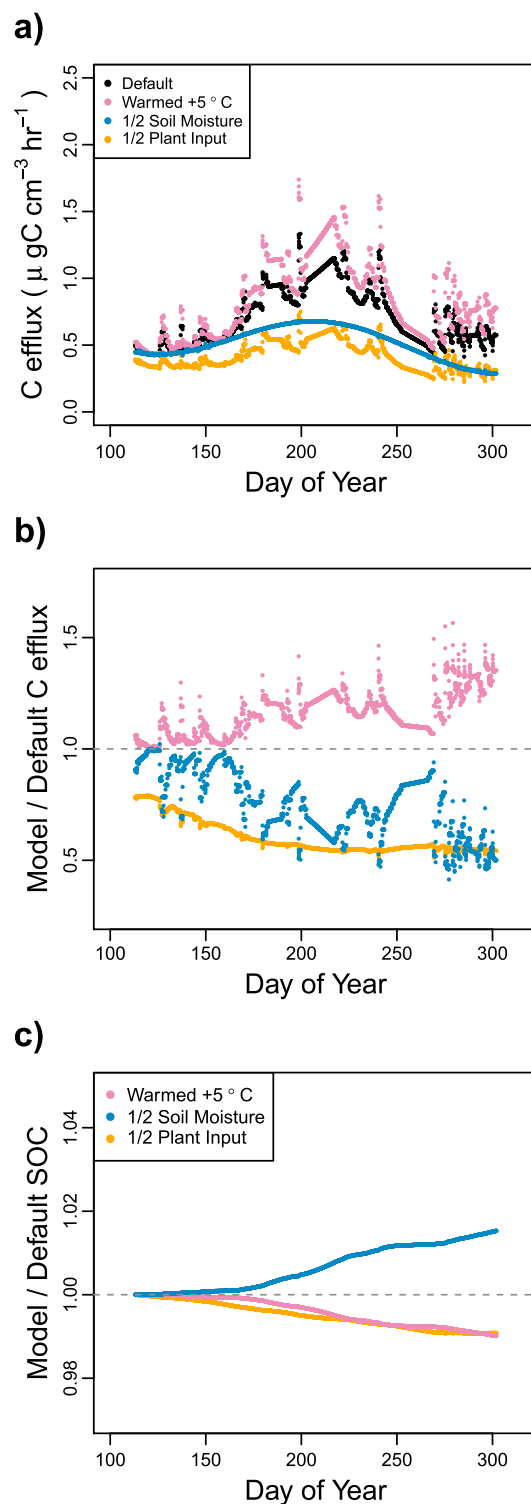 a)
C efflux ( μ gC cm⁻³ hr⁻¹ )
2.5
2.0
1.5
1.0
0.5
0.0
Default
Warmed +5 ° C
1/2 Soil Moisture
1/2 Plant Input
100 150 200 250 300
Day of Year
b)
Model / Default C efflux
1.5
1.0
0.5
100 150 200 250 300
Day of Year
c)
Model / Default SOC
1.04
1.02
1.00
0.98
Warmed +5 ° C
1/2 Soil Moisture
1/2 Plant Input
100 150 200 250 300
Day of Year